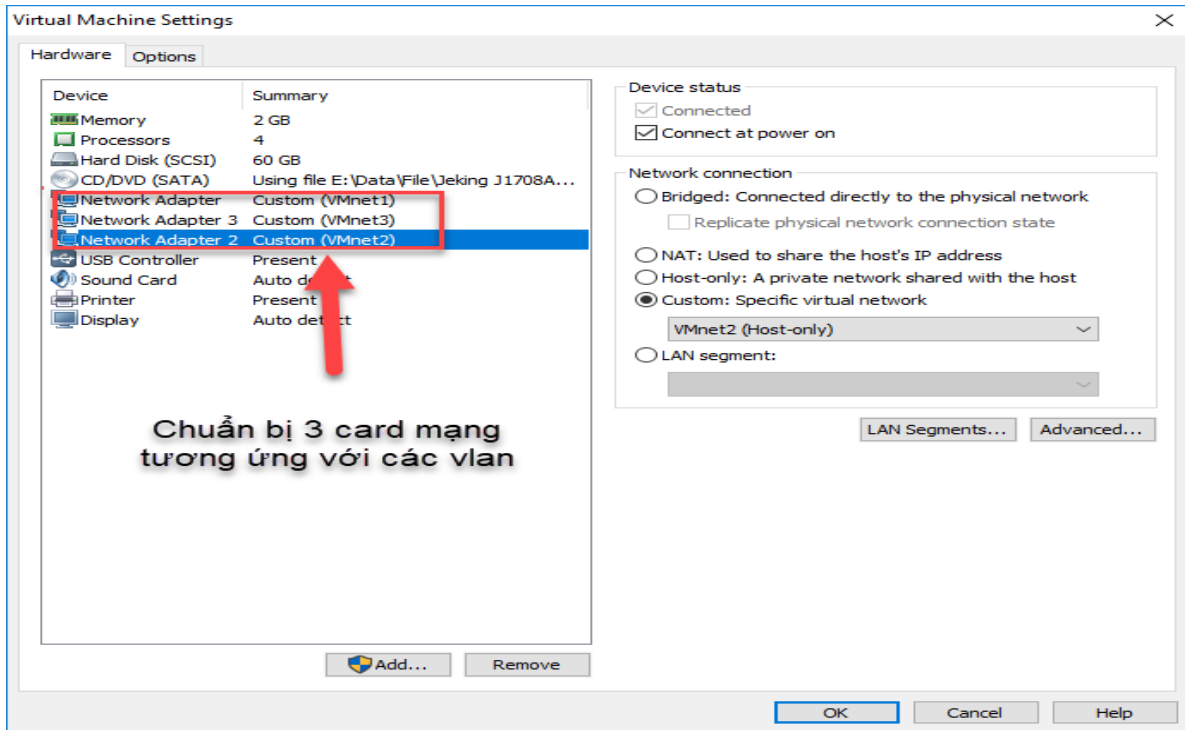 Virtual Machine Settings
Hardware Options
Device Summary
Memory 2 GB
Processors 4
Hard Disk (SCSI) 60 GB
CD/DVD (SATA) Using file E:\Data\File\Jeking J1708A...
Network Adapter Custom (VMnet1)
Network Adapter 3 Custom (VMnet3)
Network Adapter 2 Custom (VMnet2)
USB Controller Present
Sound Card Auto
Printer Present
Display Auto
Chuẩn bị 3 card mạng
tương ứng với các vlan
Add... Remove
Device status
Connected
Connect at power on
Network connection
Bridged: Connected directly to the physical network
Replicate physical network connection state
NAT: Used to share the host's IP address
Host-only: A private network shared with the host
Custom: Specific virtual network
VMnet2 (Host-only)
LAN segment:
LAN Segments... Advanced...
OK Cancel Help